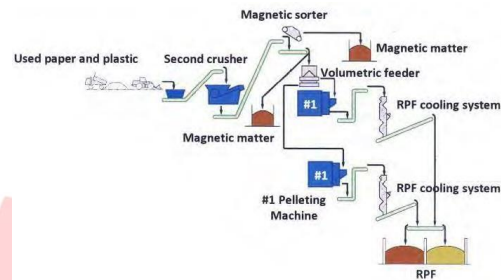 Magnetic sorter
Used paper and plastic
Second crusher
Magnetic matter
Volumetric feeder
#1
RPF cooling system
Magnetic matter
#1
#1 Pelleting
Machine
RPF cooling system
RPF